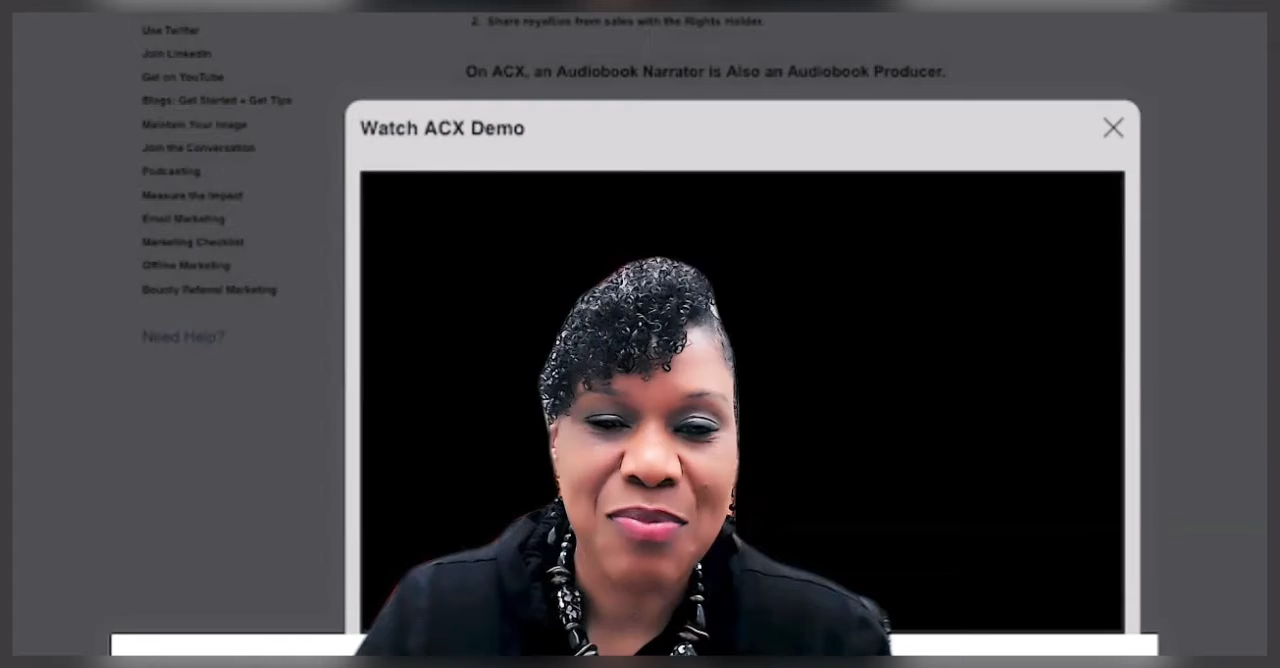 2. Share royalties from sales with the Rights Holder.
On ACX, an Audiobook Narrator is Also an Audiobook Producer.
Use Twitter
Join LinkedIn
Get on YouTube
Blogs: Get Started + Get Tips
Maintain Your Image
Join the Conversation
Podcasting
Measure the Impact
Email Marketing
Marketing Checklist
Offline Marketing
Bounty Referral Marketing
Need Help?
Watch ACX Demo